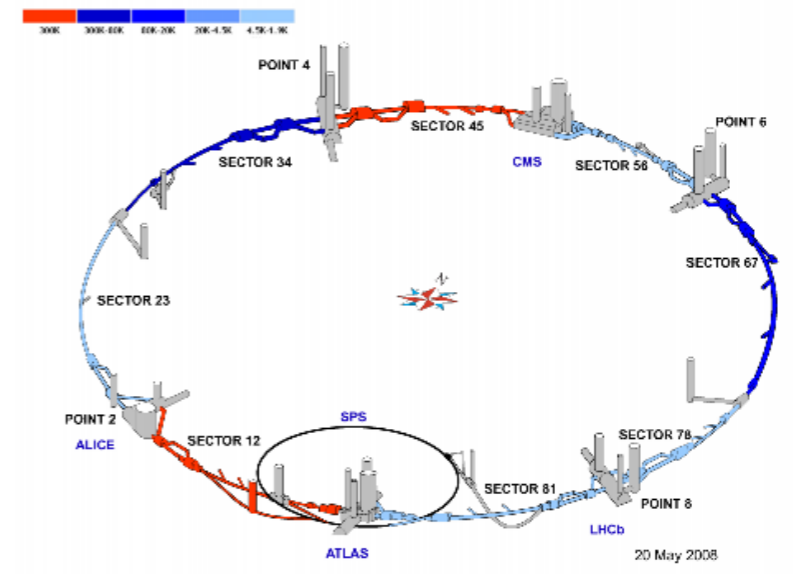 300K 300K-80K 80K-20K 20K-4.5K 4.5K-1.9K
POINT 4
SECTOR 45
POINT 6
SECTOR 34
CMS
SECTOR 56
SECTOR 67
N
SECTOR 23
POINT 2
ALICE
SECTOR 12
SPS
SECTOR 78
SECTOR 81
POINT 8
LHCb
ATLAS
20 May 2008